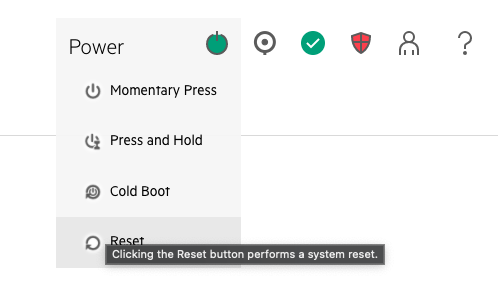 Power
Momentary Press
Press and Hold
Cold Boot
Reset
Clicking the Reset button performs a system reset.